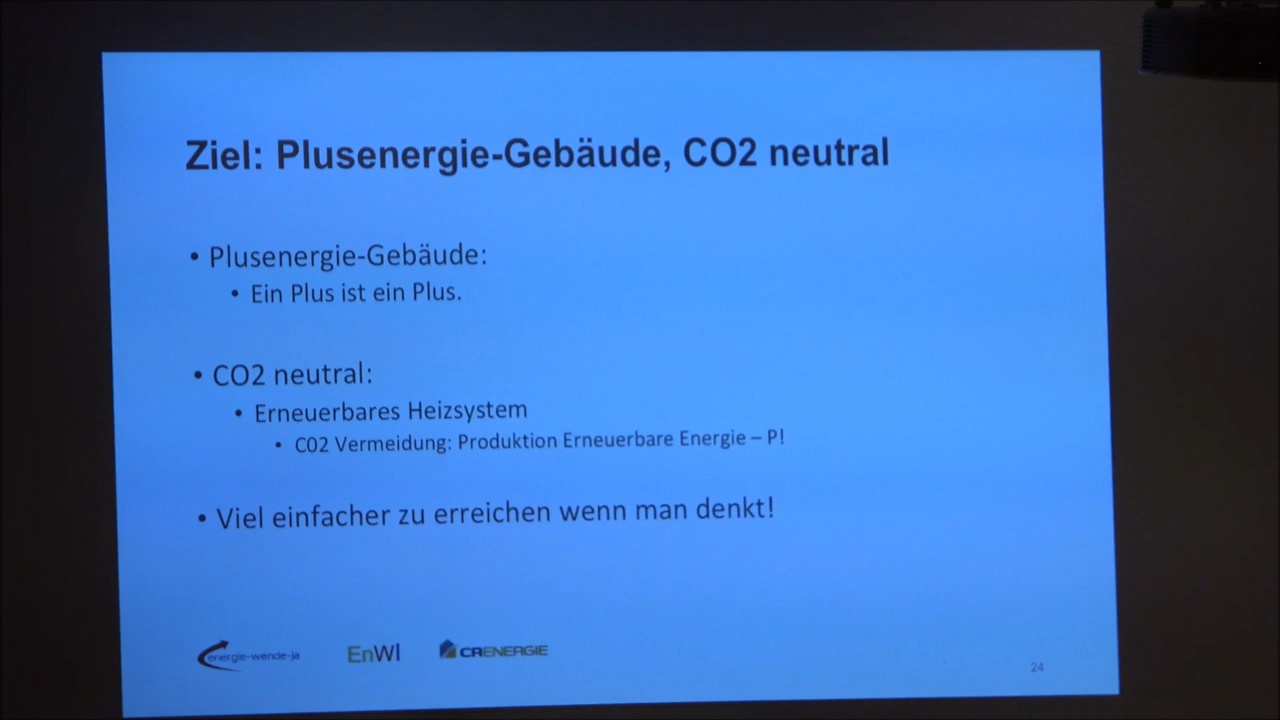 Ziel: Plusenergie-Gebäude, CO2 neutral
• Plusenergie-Gebäude:
• Ein Plus ist ein Plus.
• CO2 neutral:
• Erneuerbares Heizsystem
• C02 Vermeidung: Produktion Erneuerbare Energie – P!
• Viel einfacher zu erreichen wenn man denkt!
energie-wende-ja
EnWI
CRENERGIE
24